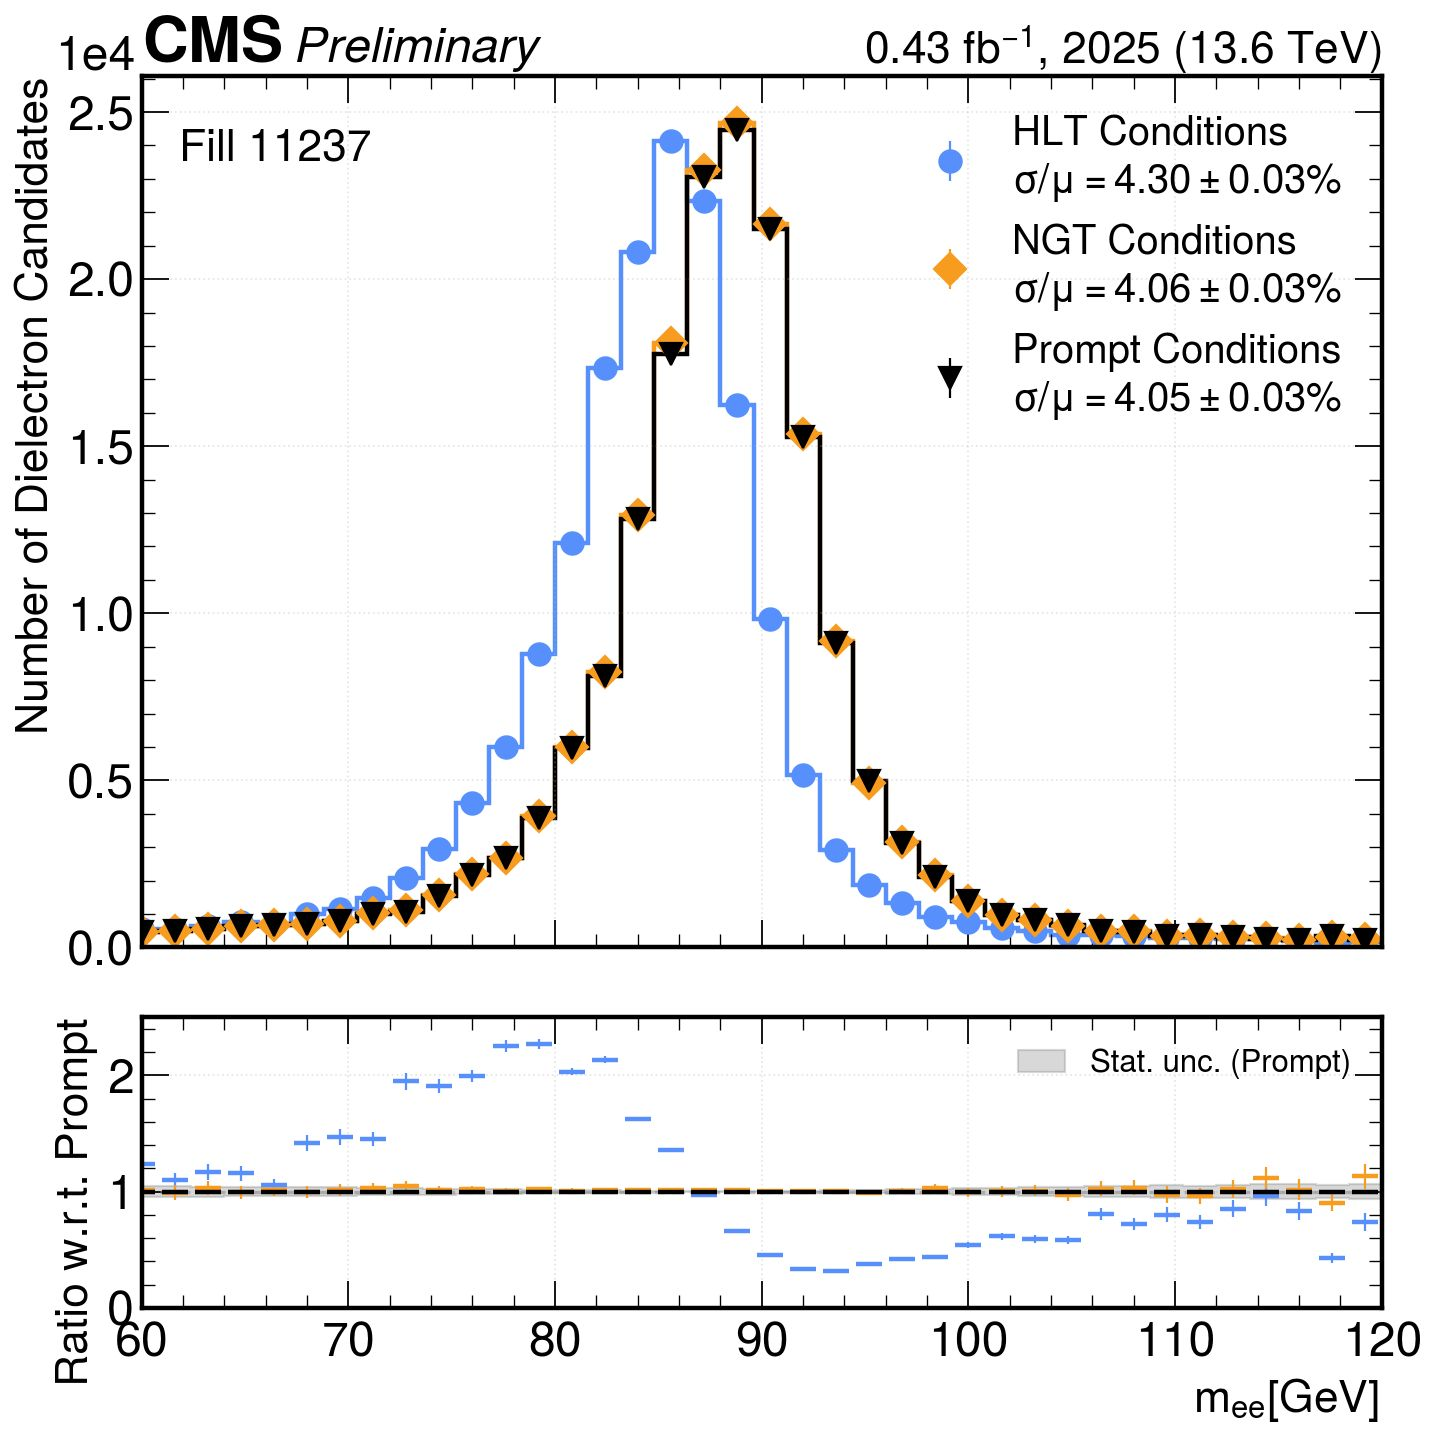 CMS Preliminary
0.43 fb⁻¹, 2025 (13.6 TeV)
1e4
Number of Dielectron Candidates
2.5
2.0
1.5
1.0
0.5
0.0
Fill 11237
HLT Conditions
σ/μ = 4.30 ± 0.03%
NGT Conditions
σ/μ = 4.06 ± 0.03%
Prompt Conditions
σ/μ = 4.05 ± 0.03%
Ratio w.r.t. Prompt
2
1
0
Stat. unc. (Prompt)
60 70 80 90 100 110 120
mₑₑ[GeV]